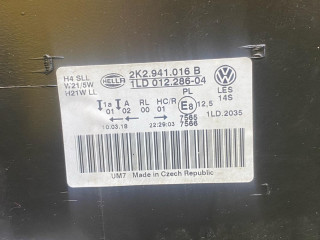 H4 SLL
W21/5W
H21W LL
HELLA
2K2.941.016 B
1LD 012.286-04
LES
14S
1a A RL HC/R PL
01 02 00 01 E8 12,5
7565
7566
1LD.2035
10:03.18 22:29:03
UM7 Made in Czech Republic